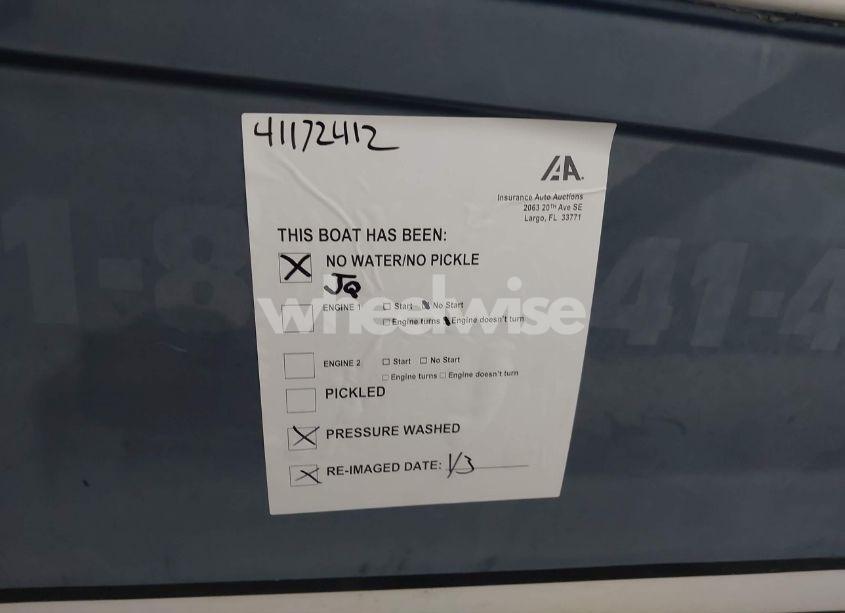 41172412
IAA.
Insurance Auto Auctions
2063 20TH Ave SE
Largo, FL 33771
THIS BOAT HAS BEEN:
NO WATER/NO PICKLE
JQ
ENGINE 1 Start No Start
Engine turns Engine doesn't turn
wheelwise
ENGINE 2 Start No Start
Engine turns Engine doesn't turn
PICKLED
PRESSURE WASHED
RE-IMAGED DATE: 1/3